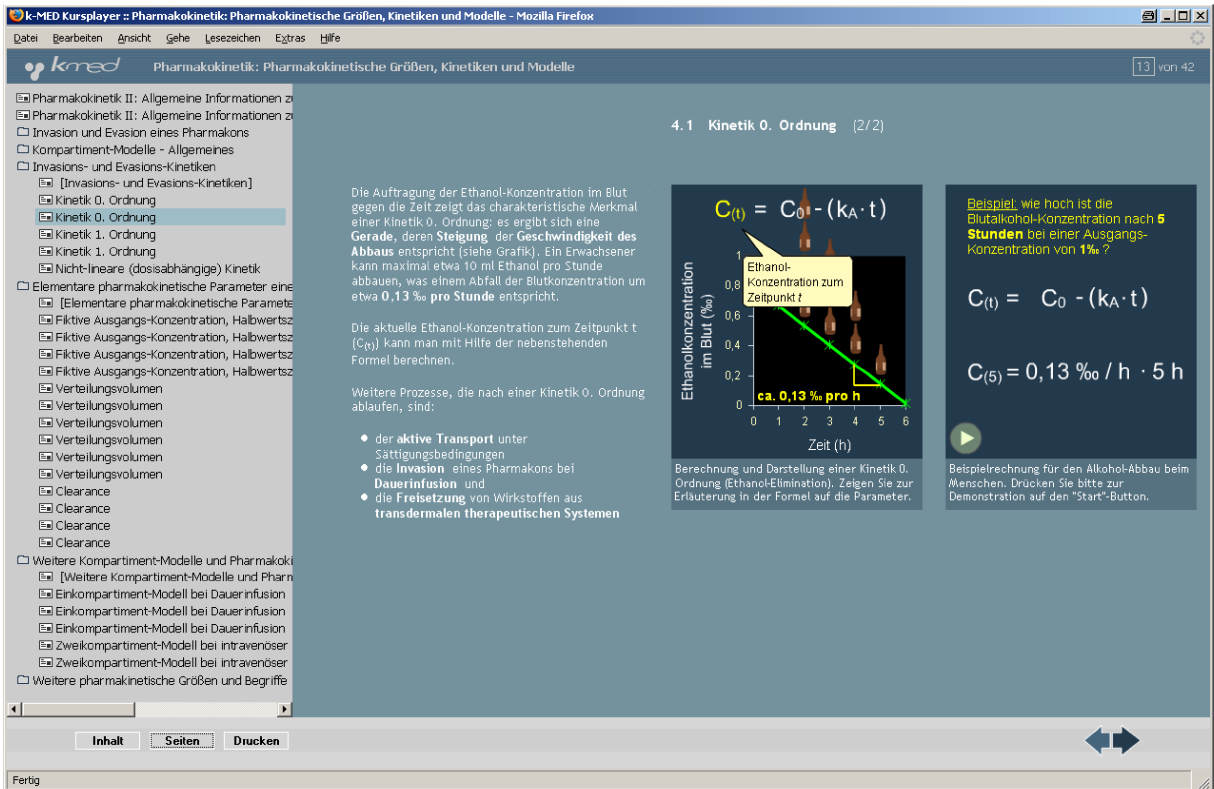 k-MED Kursplayer :: Pharmakokinetik: Pharmakokinetische Größen, Kinetiken und Modelle - Mozilla Firefox
Datei Bearbeiten Ansicht Gehe Lesezeichen Extras Hilfe
kmed Pharmakokinetik: Pharmakokinetische Größen, Kinetiken und Modelle 13 von 42
Pharmakokinetik II: Allgemeine Informationen zu
Pharmakokinetik II: Allgemeine Informationen zu
Invasion und Evasion eines Pharmakons
Kompartiment-Modelle - Allgemeines
Invasions- und Evasions-Kinetiken
[Invasions- und Evasions-Kinetiken]
Kinetik 0. Ordnung
Kinetik 0. Ordnung
Kinetik 1. Ordnung
Kinetik 1. Ordnung
Nicht-lineare (dosisabhängige) Kinetik
Elementare pharmakokinetische Parameter eine
[Elementare pharmakokinetische Paramete
Fiktive Ausgangs-Konzentration, Halbwertsz
Fiktive Ausgangs-Konzentration, Halbwertsz
Fiktive Ausgangs-Konzentration, Halbwertsz
Fiktive Ausgangs-Konzentration, Halbwertsz
Verteilungsvolumen
Verteilungsvolumen
Verteilungsvolumen
Verteilungsvolumen
Verteilungsvolumen
Verteilungsvolumen
Clearance
Clearance
Clearance
Clearance
Weitere Kompartiment-Modelle und Pharmakoki
[Weitere Kompartiment-Modelle und Pharm
Einkompartiment-Modell bei Dauerinfusion
Einkompartiment-Modell bei Dauerinfusion
Einkompartiment-Modell bei Dauerinfusion
Zweikompartiment-Modell bei intravenöser
Zweikompartiment-Modell bei intravenöser
Weitere pharmakinetische Größen und Begriffe
4.1 Kinetik 0. Ordnung (2/2)
Die Auftragung der Ethanol-Konzentration im Blut
gegen die Zeit zeigt das charakteristische Merkmal
einer Kinetik 0. Ordnung: es ergibt sich eine
Gerade, deren Steigung der Geschwindigkeit des
Abbaus entspricht (siehe Grafik). Ein Erwachsener
kann maximal etwa 10 ml Ethanol pro Stunde
abbauen, was einem Abfall der Blutkonzentration um
etwa 0,13 ‰ pro Stunde entspricht.
Die aktuelle Ethanol-Konzentration zum Zeitpunkt t
(C(t)) kann man mit Hilfe der nebenstehenden
Formel berechnen.
Weitere Prozesse, die nach einer Kinetik 0. Ordnung
ablaufen, sind:
der aktive Transport unter
Sättigungsbedingungen
die Invasion eines Pharmakons bei
Dauerinfusion und
die Freisetzung von Wirkstoffen aus
transdermalen therapeutischen Systemen
C(t) = C0 - (kA · t)
Ethanol-
Konzentration zum
Zeitpunkt t
Ethanolkonzentration
im Blut (‰)
1
0,8
0,6
0,4
0,2
0
ca. 0,13 ‰ pro h
0 1 2 3 4 5 6
Zeit (h)
Berechnung und Darstellung einer Kinetik 0.
Ordnung (Ethanol-Elimination). Zeigen Sie zur
Erläuterung in der Formel auf die Parameter.
Beispiel: wie hoch ist die
Blutalkohol-Konzentration nach 5
Stunden bei einer Ausgangs-
Konzentration von 1‰ ?
C(t) = C0 - (kA · t)
C(5) = 0,13 ‰ / h · 5 h
Beispielrechnung für den Alkohol-Abbau beim
Menschen. Drücken Sie bitte zur
Demonstration auf den "Start"-Button.
Inhalt Seiten Drucken
Fertig